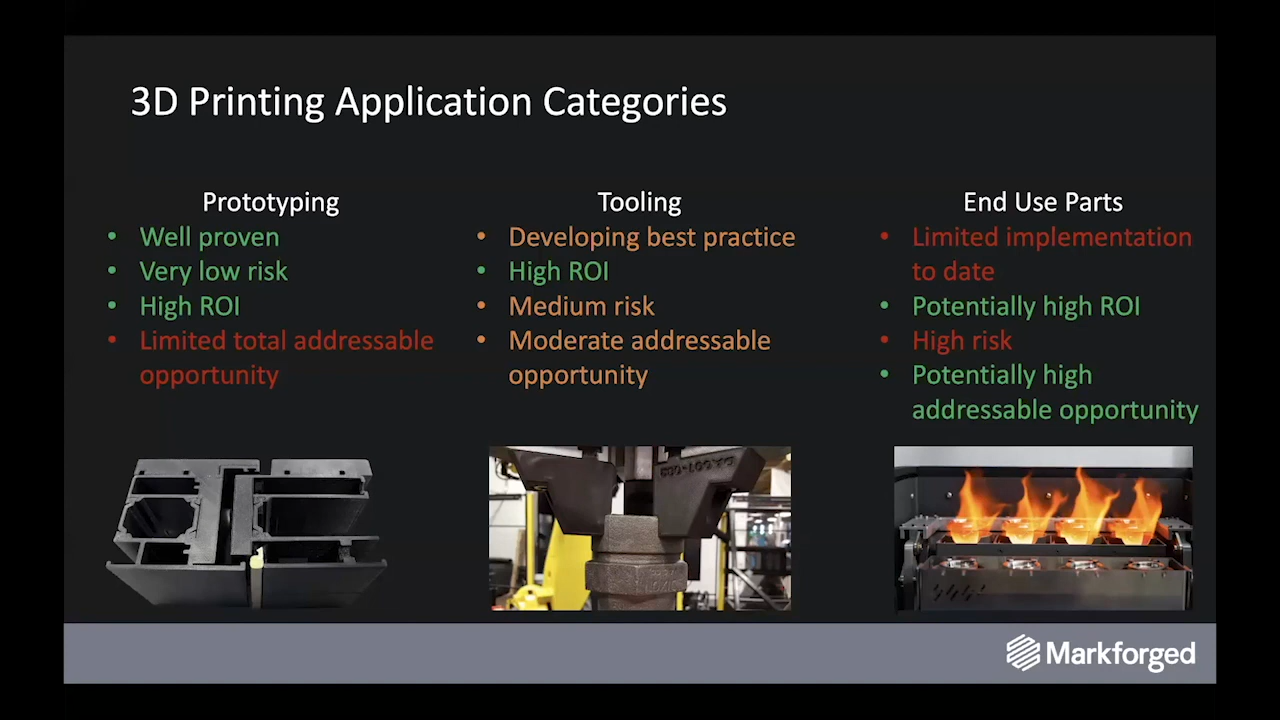 3D Printing Application Categories
Prototyping
• Well proven
• Very low risk
• High ROI
• Limited total addressable
opportunity
Tooling
• Developing best practice
• High ROI
• Medium risk
• Moderate addressable
opportunity
End Use Parts
• Limited implementation
to date
• Potentially high ROI
• High risk
• Potentially high
addressable opportunity
Markforged